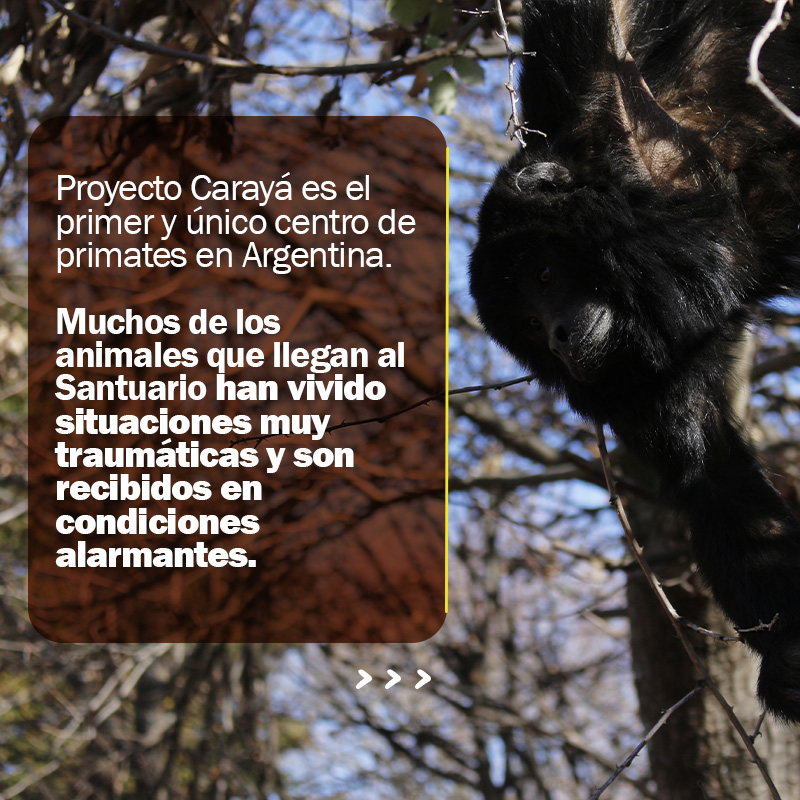 Proyecto Carayá es el
primer y único centro de
primates en Argentina.
Muchos de los
animales que llegan al
Santuario han vivido
situaciones muy
traumáticas y son
recibidos en
condiciones
alarmantes.